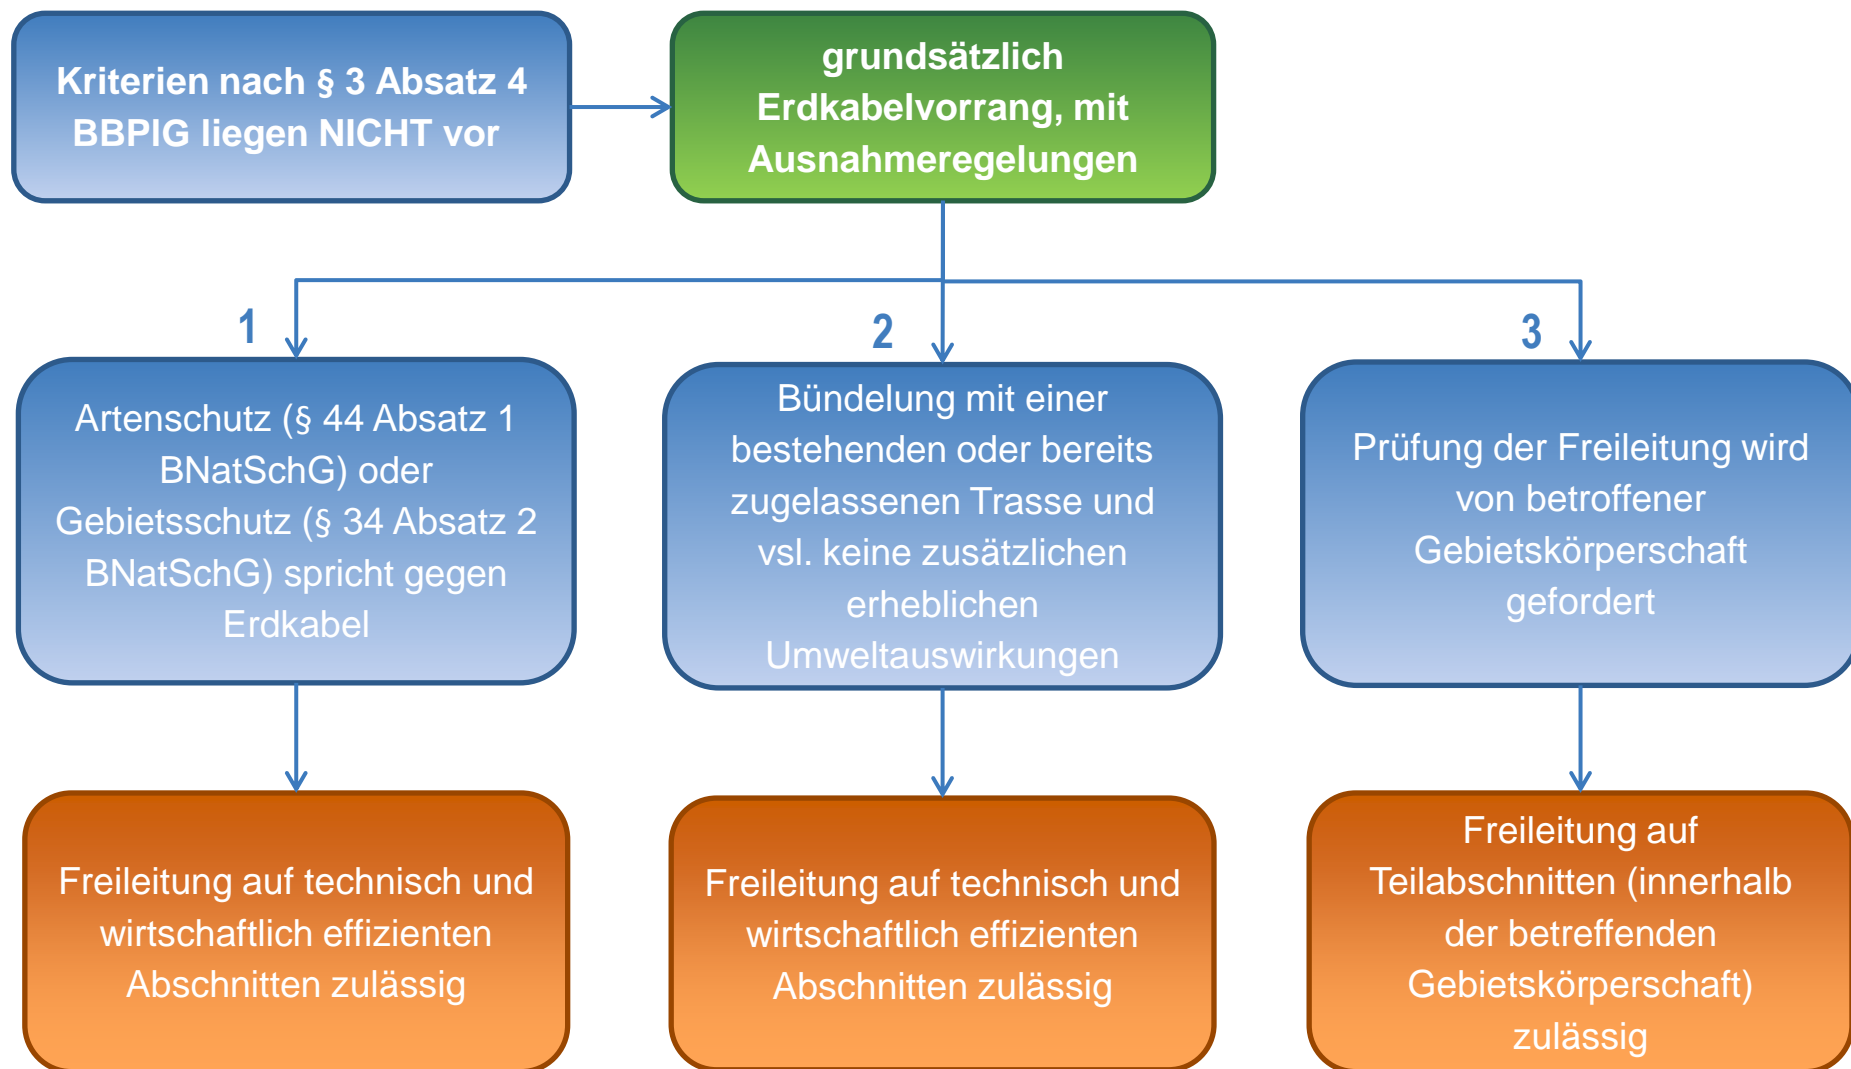 Kriterien nach § 3 Absatz 4
BBPlG liegen NICHT vor
grundsätzlich
Erdkabelvorrang, mit
Ausnahmeregelungen
1
Artenschutz (§ 44 Absatz 1
BNatSchG) oder
Gebietsschutz (§ 34 Absatz 2
BNatSchG) spricht gegen
Erdkabel
2
Bündelung mit einer
bestehenden oder bereits
zugelassenen Trasse und
vsl. keine zusätzlichen
erheblichen
Umweltauswirkungen
3
Prüfung der Freileitung wird
von betroffener
Gebietskörperschaft
gefordert
Freileitung auf technisch und
wirtschaftlich effizienten
Abschnitten zulässig
Freileitung auf technisch und
wirtschaftlich effizienten
Abschnitten zulässig
Freileitung auf
Teilabschnitten (innerhalb
der betreffenden
Gebietskörperschaft)
zulässig